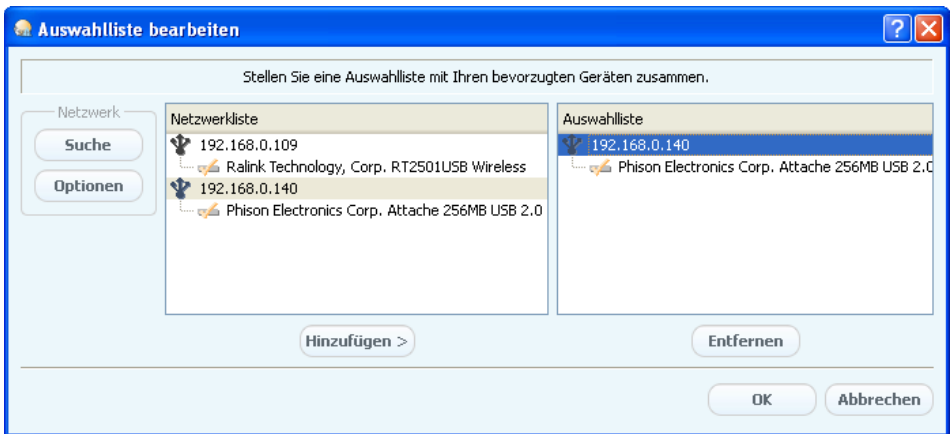 Auswahlliste bearbeiten
Stellen Sie eine Auswahlliste mit Ihren bevorzugten Geräten zusammen.
Netzwerk
Suche
Optionen
Netzwerkliste
192.168.0.109
Ralink Technology, Corp. RT2501USB Wireless
192.168.0.140
Phison Electronics Corp. Attache 256MB USB 2.0
Auswahlliste
192.168.0.140
Phison Electronics Corp. Attache 256MB USB 2.0
Hinzufügen >
Entfernen
OK
Abbrechen